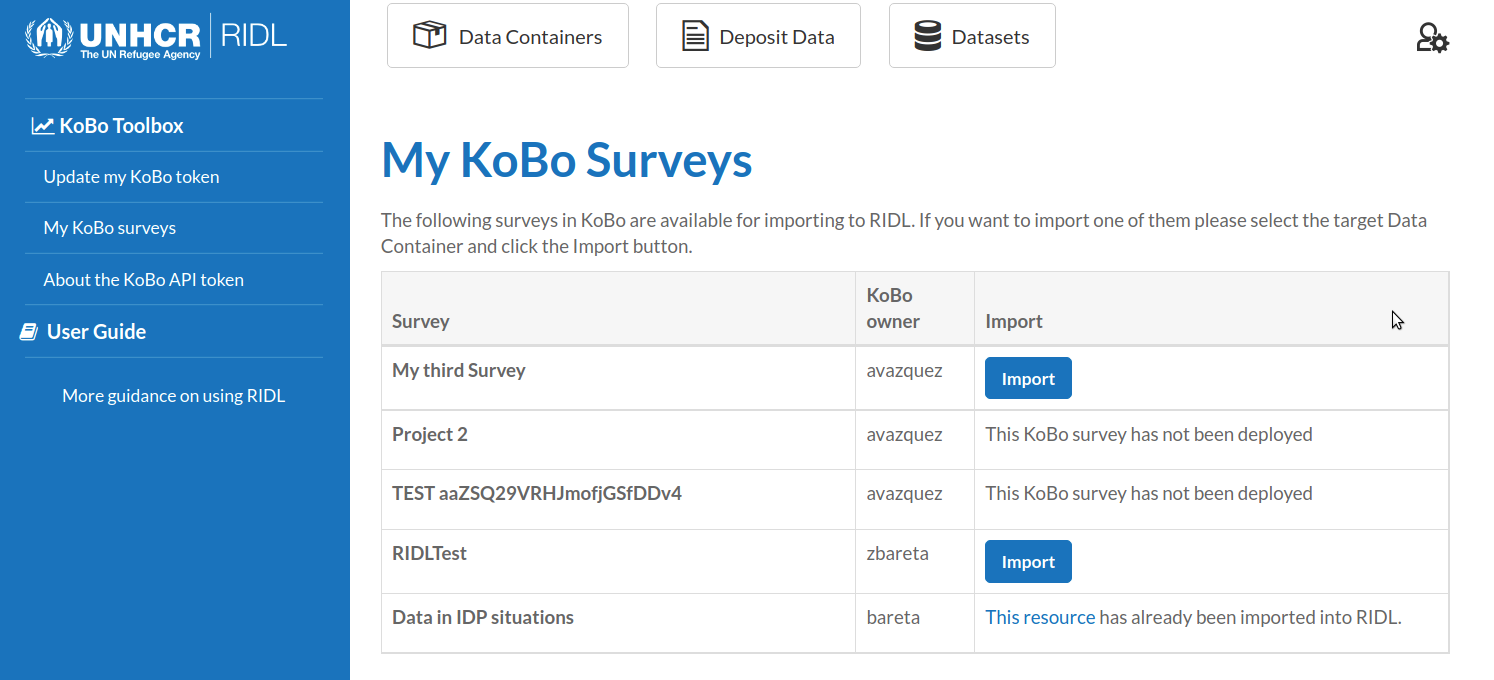 UNHCR RIDL
The UN Refugee Agency
Data Containers
Deposit Data
Datasets
KoBo Toolbox
Update my KoBo token
My KoBo surveys
About the KoBo API token
User Guide
More guidance on using RIDL
My KoBo Surveys
The following surveys in KoBo are available for importing to RIDL. If you want to import one of them please select the target Data
Container and click the Import button.
Survey
KoBo
owner
Import
My third Survey avazquez Import
Project 2 avazquez This KoBo survey has not been deployed
TEST aaZSQ29VRHJmofjGSfDDv4 avazquez This KoBo survey has not been deployed
RIDLTest zbareta Import
Data in IDP situations bareta This resource has already been imported into RIDL.